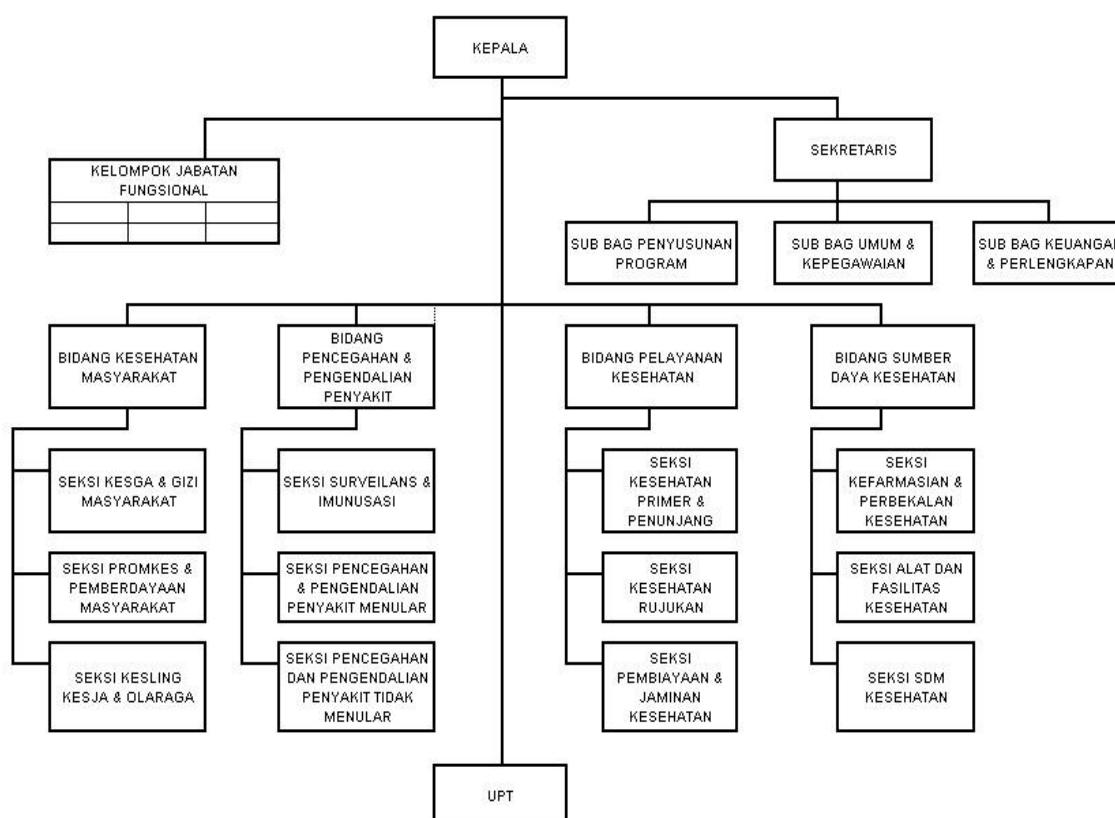 KEPALA
SEKRETARIS
KELOMPOK JABATAN
FUNGSIONAL
SUB BAG PENYUSUNAN
PROGRAM
SUB BAG UMUM &
KEPEGAWAIAN
SUB BAG KEUANGAN
& PERLENGKAPAN
BIDANG KESEHATAN
MASYARAKAT
BIDANG
PENCEGAHAN &
PENGENDALIAN
PENYAKIT
BIDANG PELAYANAN
KESEHATAN
BIDANG SUMBER
DAYA KESEHATAN
SEKSI KESGA & GIZI
MASYARAKAT
SEKSI SURVEILANS &
IMUNUSASI
SEKSI
KESEHATAN
PRIMER &
PENUNJANG
SEKSI
KEFARMASIAN &
PERBEKALAN
KESEHATAN
SEKSI PROMKES &
PEMBERDAYAAN
MASYARAKAT
SEKSI PENCEGAHAN
& PENGENDALIAN
PENYAKIT MENULAR
SEKSI
KESEHATAN
RUJUKAN
SEKSI ALAT DAN
FASILITAS
KESEHATAN
SEKSI KESLING
KESJA & OLARAGA
SEKSI PENCEGAHAN
DAN PENGENDALIAN
PENYAKIT TIDAK
MENULAR
SEKSI
PEMBIAYAAN &
JAMINAN
KESEHATAN
SEKSI SDM
KESEHATAN
UPT